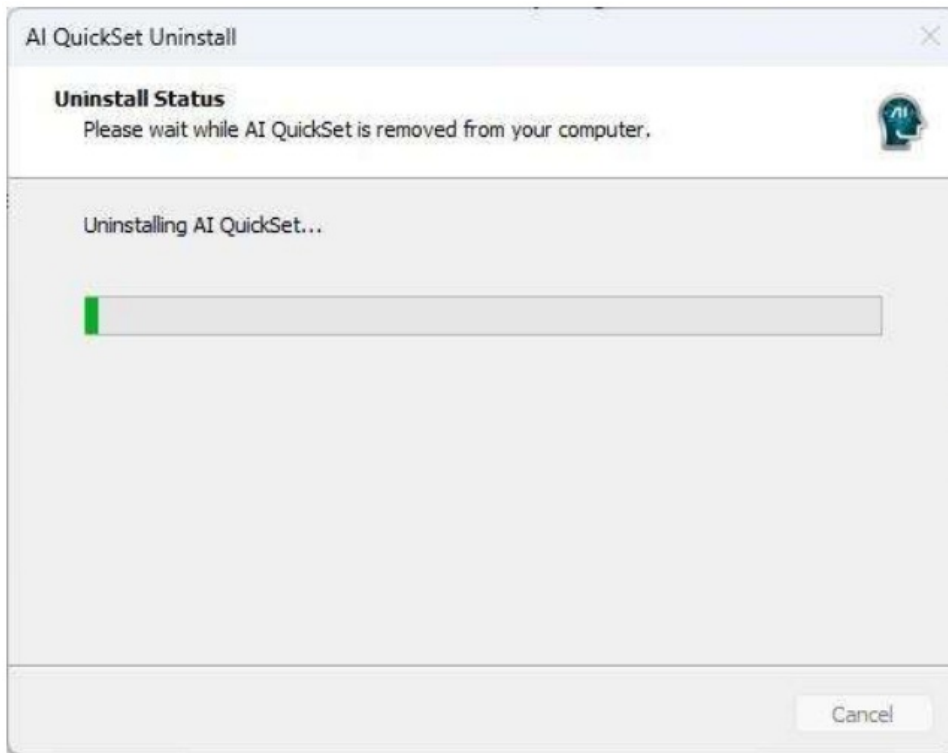 AI QuickSet Uninstall
Uninstall Status
Please wait while AI QuickSet is removed from your computer.
AI
Uninstalling AI QuickSet...
Cancel